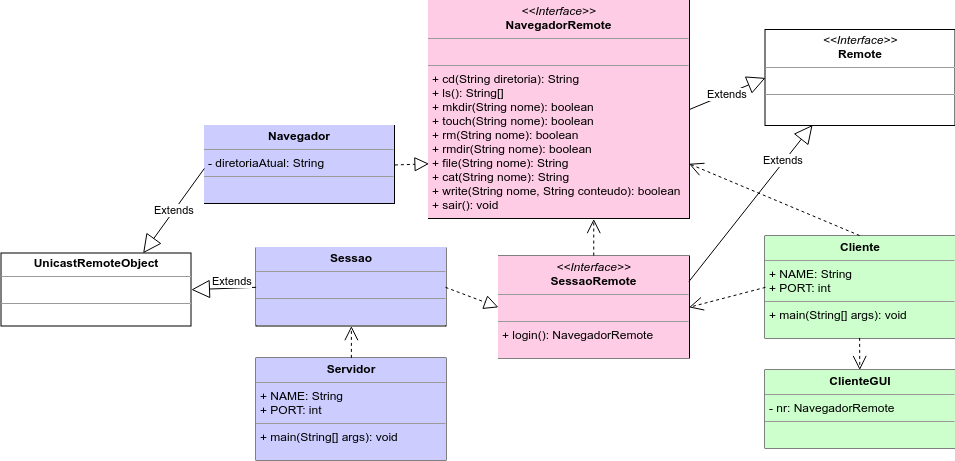 <<Interface>>
NavegadorRemote
+ cd(String diretoria): String
+ ls(): String[]
+ mkdir(String nome): boolean
+ touch(String nome): boolean
+ rm(String nome): boolean
+ rmdir(String nome): boolean
+ file(String nome): String
+ cat(String nome): String
+ write(String nome, String conteudo): boolean
+ sair(): void
<<Interface>>
Remote
Extends
Extends
Navegador
- diretoriaAtual: String
Extends
UnicastRemoteObject
Extends
Sessao
<<Interface>>
SessaoRemote
+ login(): NavegadorRemote
Cliente
+ NAME: String
+ PORT: int
+ main(String[] args): void
Servidor
+ NAME: String
+ PORT: int
+ main(String[] args): void
ClienteGUI
- nr: NavegadorRemote